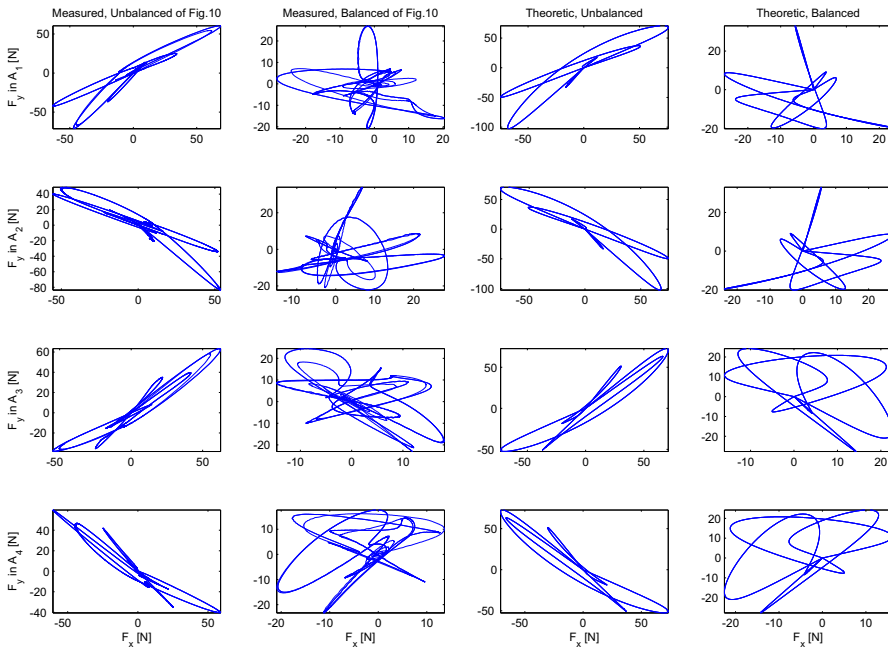 Measured, Unbalanced of Fig.10 Measured, Balanced of Fig.10 Theoretic, Unbalanced Theoretic, Balanced
F_y in A_1 [N]
50 0 -50
-50 0 50
20 10 0 -10 -20
-20 -10 0 10 20
50 0 -50 -100
-50 0 50
20 0 -20
-20 0 20
F_y in A_2 [N]
40 20 0 -20 -40 -60 -80
-50 0 50
20 0 -20
-10 0 10 20
50 0 -50 -100
-50 0 50
20 0 -20
-20 -10 0 10 20
F_y in A_3 [N]
60 40 20 0 -20
-50 0 50
20 10 0 -10 -20
-10 0 10
50 0 -50
-50 0 50
20 10 0 -10 -20
-10 0 10 20
F_y in A_4 [N]
40 20 0 -20 -40
-50 0 50
10 0 -10 -20
-20 -10 0 10
50 0 -50
-50 0 50
20 10 0 -10 -20
-20 -10 0 10
F_x [N] F_x [N] F_x [N] F_x [N]